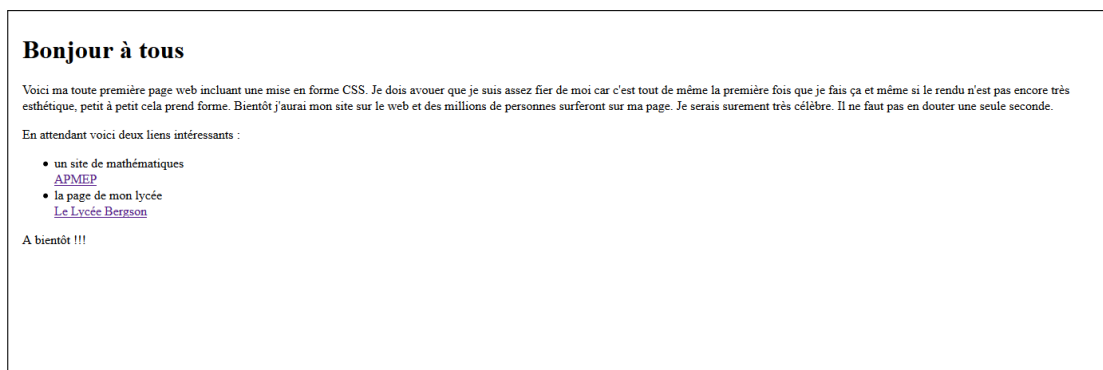 Bonjour à tous
Voici ma toute première page web incluant une mise en forme CSS. Je dois avouer que je suis assez fier de moi car c'est tout de même la première fois que je fais ça et même si le rendu n'est pas encore très
esthétique, petit à petit cela prend forme. Bientôt j'aurai mon site sur le web et des millions de personnes surferont sur ma page. Je serais surement très célèbre. Il ne faut pas en douter une seule seconde.
En attendant voici deux liens intéressants :
• un site de mathématiques
APMEP
• la page de mon lycée
Le Lycée Bergson
A bientôt !!!